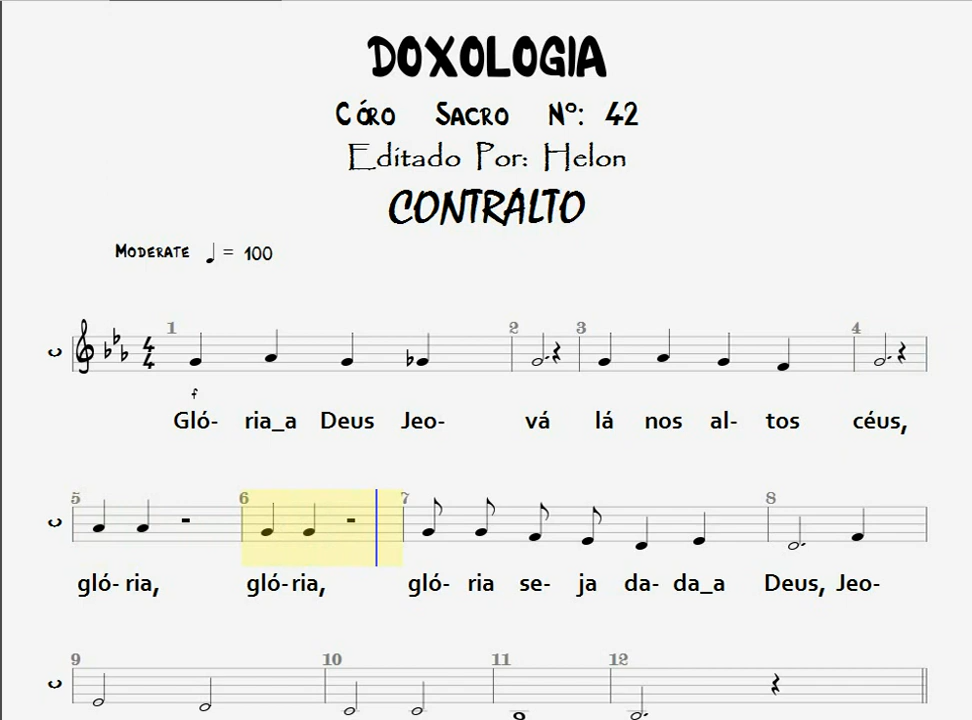 DOXOLOGIA
Córo Sacro Nº: 42
Editado Por: Helon
CONTRALTO
Moderate ♩ = 100
1 2 3 4
C
f
Gló- ria_a Deus Jeo- vá lá nos al- tos céus,
5 6 7 8
C
gló- ria, gló- ria, gló- ria se- ja da- da_a Deus, Jeo-
9 10 11 12
C